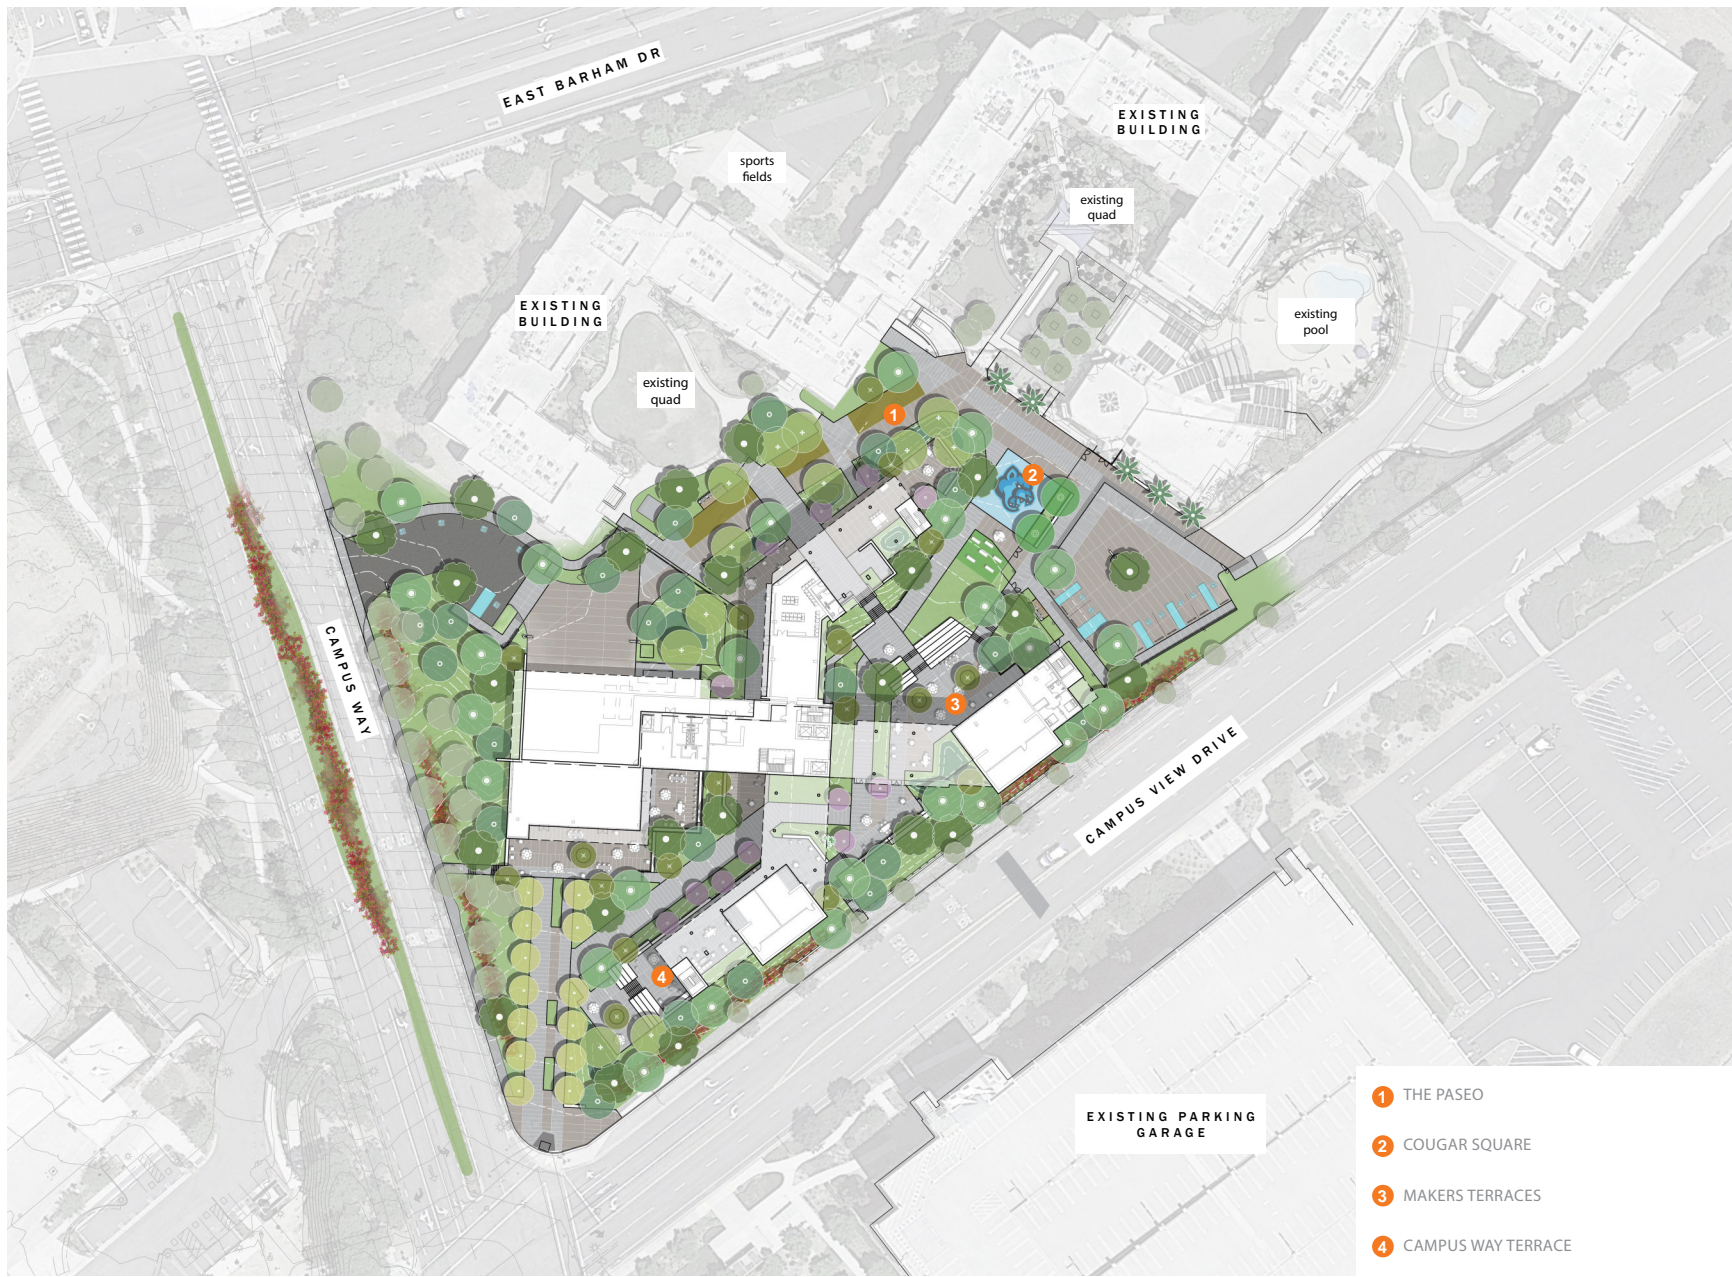 EAST BARHAM DR
EXISTING
BUILDING
sports
fields
existing
quad
EXISTING
BUILDING
existing
pool
existing
quad
1
2
CAMPUS WAY
3
CAMPUS VIEW DRIVE
4
EXISTING PARKING
GARAGE
1 THE PASEO
2 COUGAR SQUARE
3 MAKERS TERRACES
4 CAMPUS WAY TERRACE